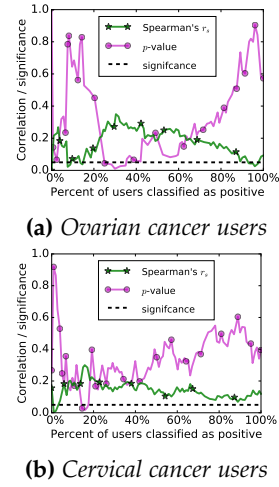 1.0
0.8
0.6
0.4
0.2
0.0
Correlation / significance
Spearman's rₛ
p-value
signifcance
0% 20% 40% 60% 80% 100%
Percent of users classified as positive
(a) Ovarian cancer users
1.0
0.8
0.6
0.4
0.2
0.0
Correlation / significance
Spearman's rₛ
p-value
signifcance
0% 20% 40% 60% 80% 100%
Percent of users classified as positive
(b) Cervical cancer users